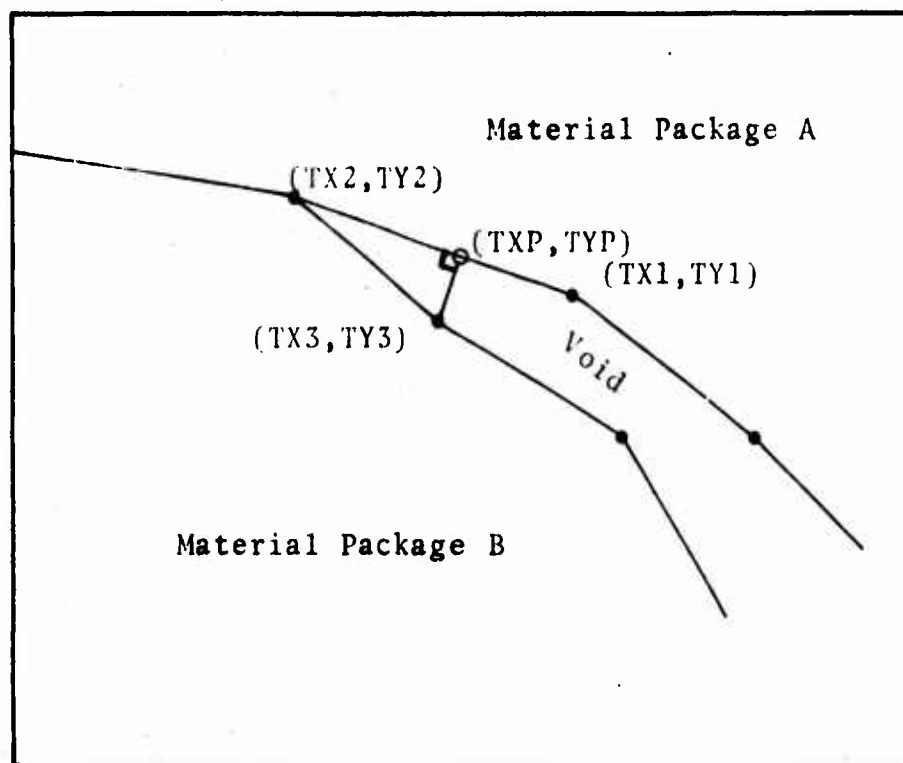 Material Package A
(TX2,TY2)
(TXP,TYP)
(TX1,TY1)
(TX3,TY3)
Void
Material Package B